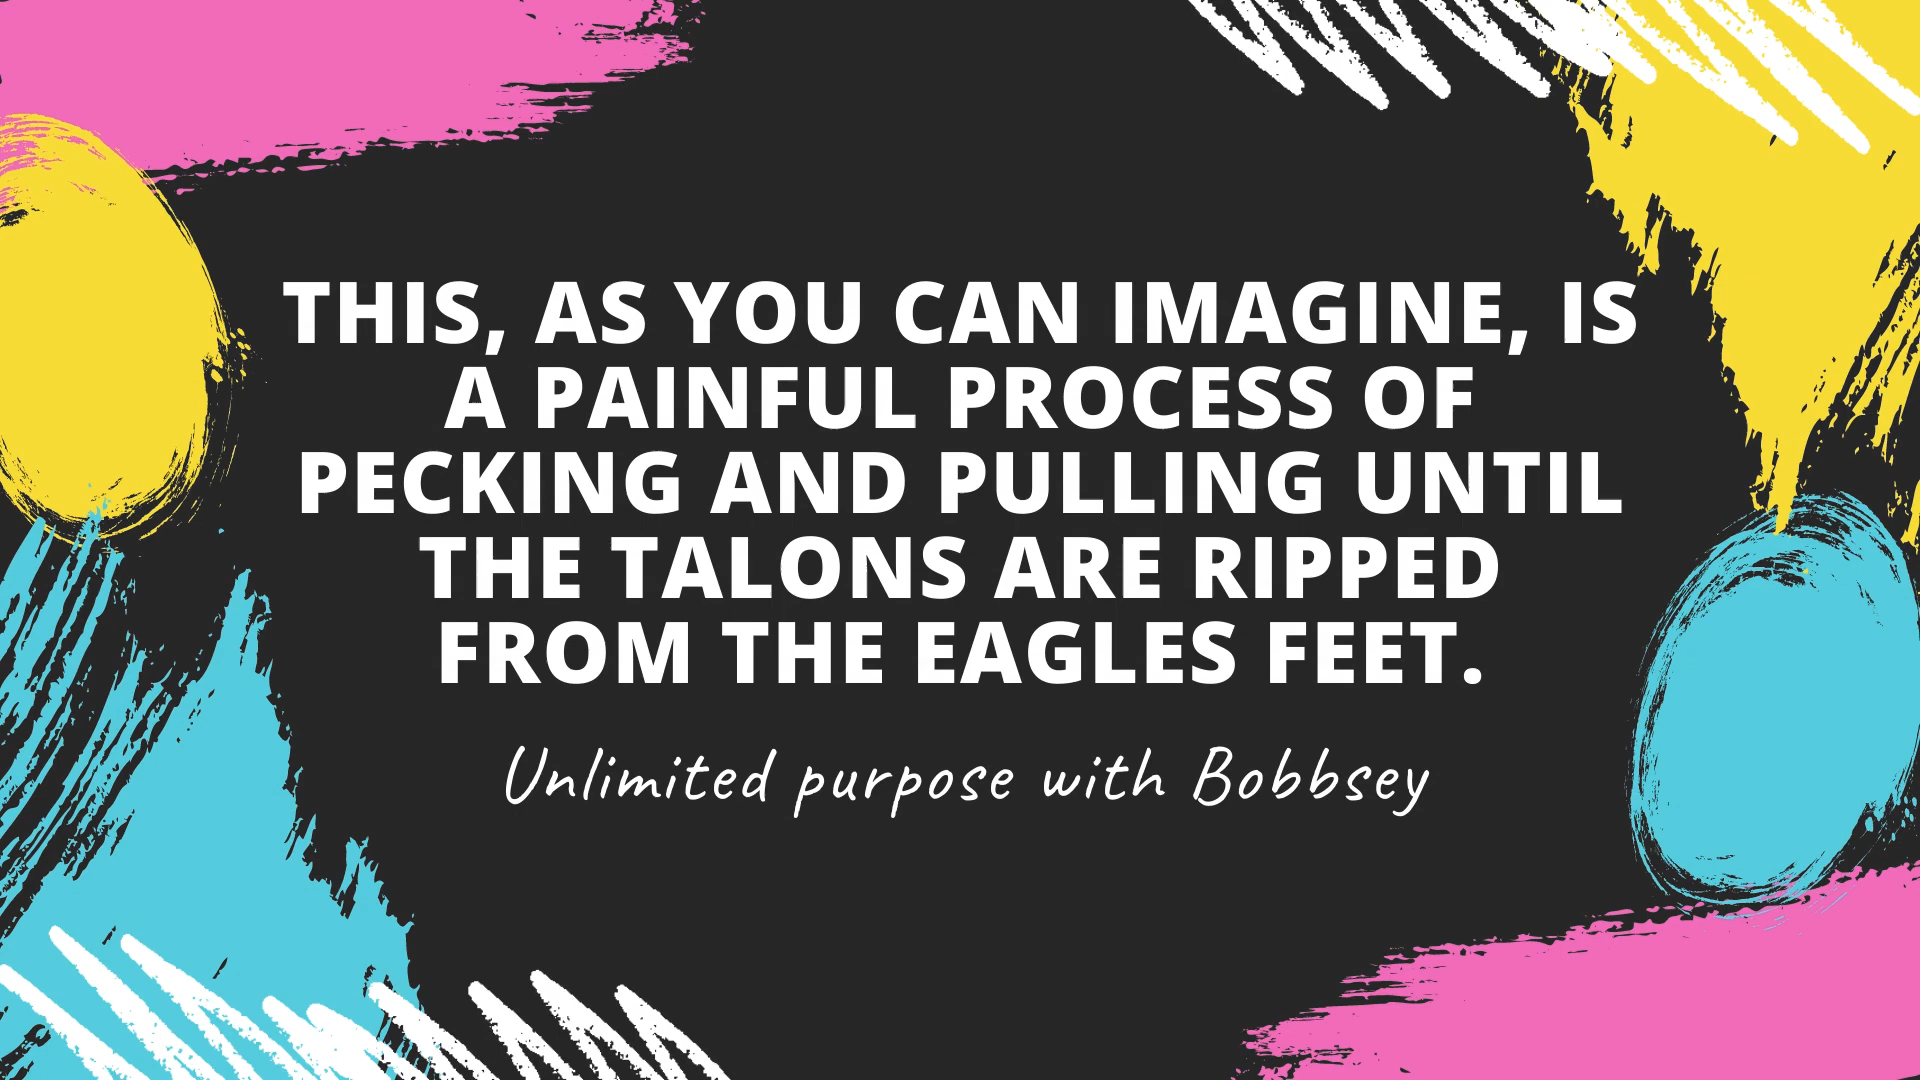 THIS, AS YOU CAN IMAGINE, IS
A PAINFUL PROCESS OF
PECKING AND PULLING UNTIL
THE TALONS ARE RIPPED
FROM THE EAGLES FEET.
Unlimited purpose with Bobbsey